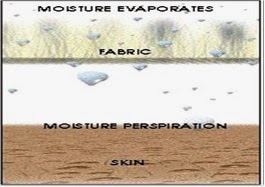 MOISTURE EVAPORATES
FABRIC
MOISTURE PERSPIRATION
SKIN